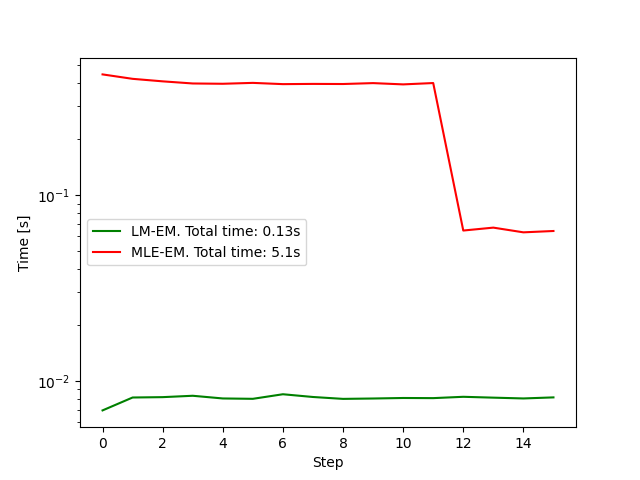 Time [s]
10⁻¹
10⁻²
LM-EM. Total time: 0.13s
MLE-EM. Total time: 5.1s
0 2 4 6 8 10 12 14
Step